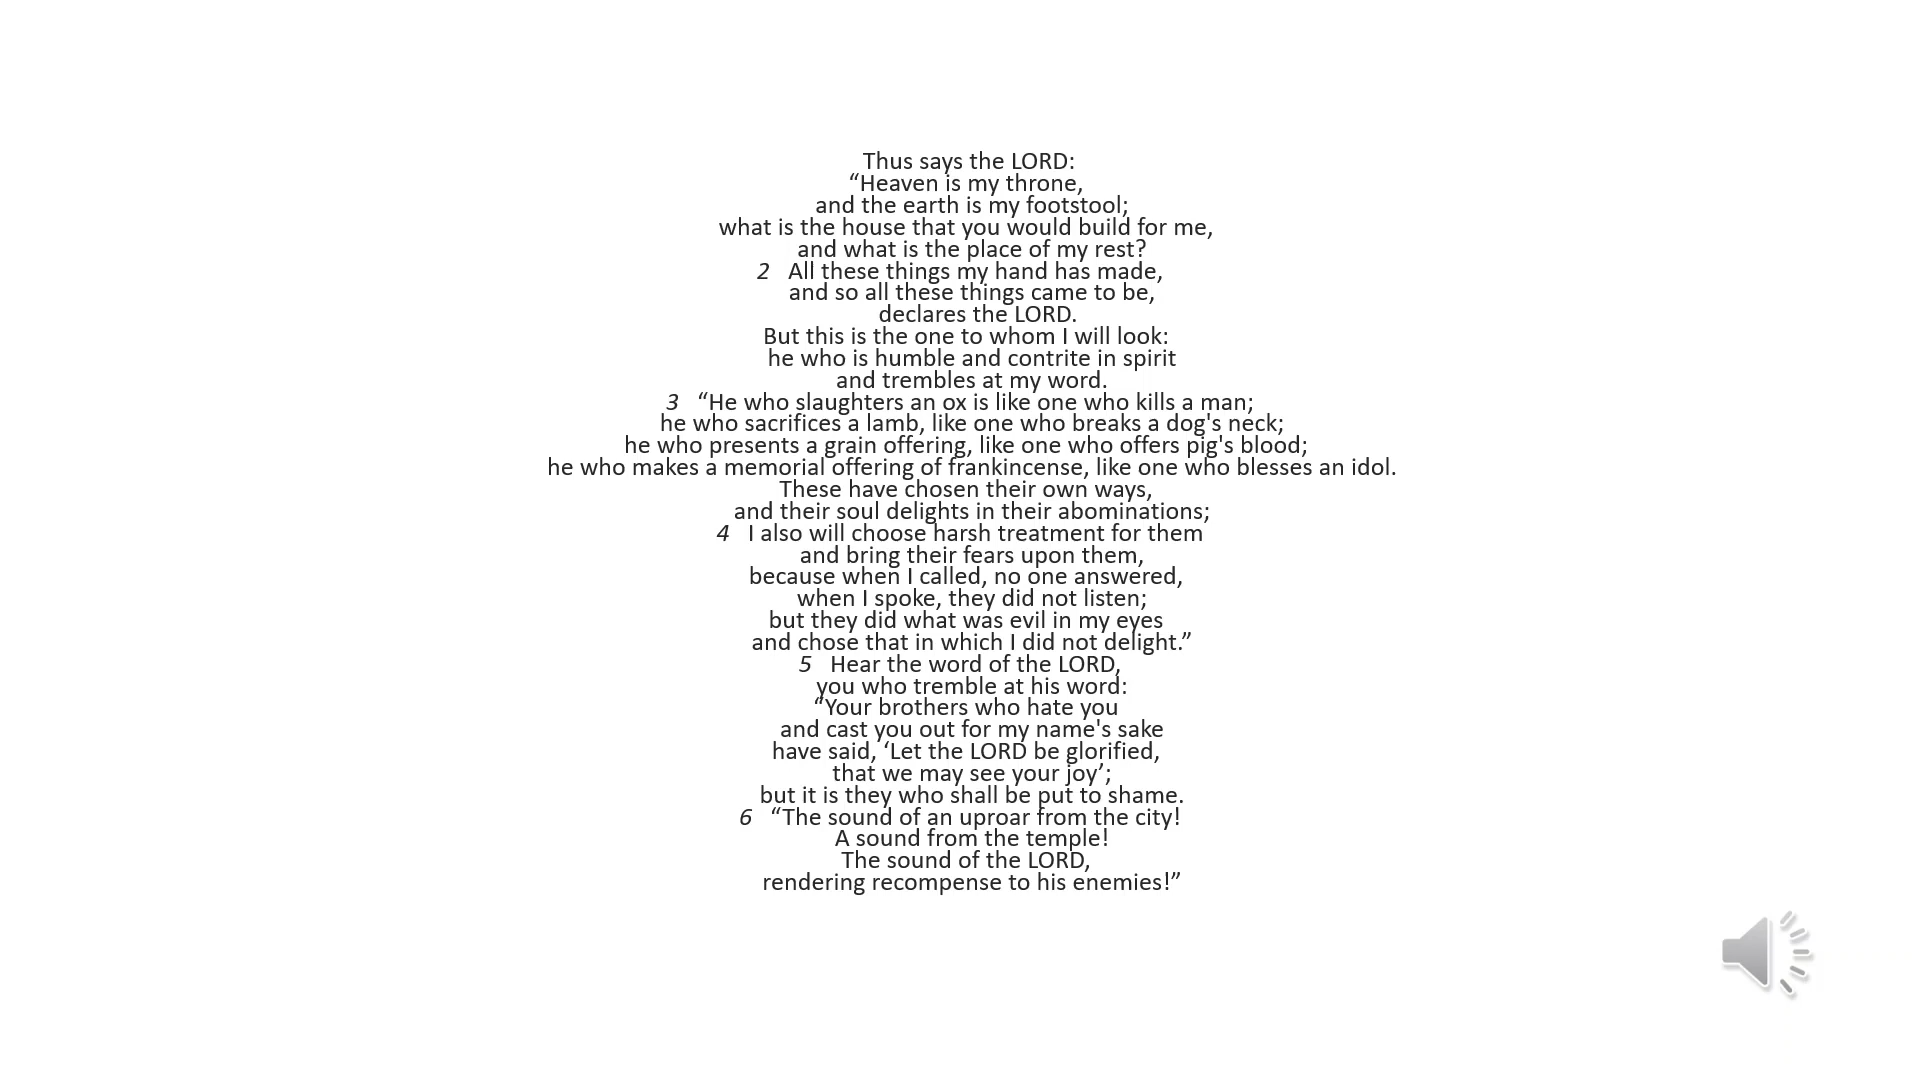 Thus says the LORD:
“Heaven is my throne,
and the earth is my footstool;
what is the house that you would build for me,
and what is the place of my rest?
2 All these things my hand has made,
and so all these things came to be,
declares the LORD.
But this is the one to whom I will look:
he who is humble and contrite in spirit
and trembles at my word.
3 “He who slaughters an ox is like one who kills a man;
he who sacrifices a lamb, like one who breaks a dog's neck;
he who presents a grain offering, like one who offers pig's blood;
he who makes a memorial offering of frankincense, like one who blesses an idol.
These have chosen their own ways,
and their soul delights in their abominations;
4 I also will choose harsh treatment for them
and bring their fears upon them,
because when I called, no one answered,
when I spoke, they did not listen;
but they did what was evil in my eyes
and chose that in which I did not delight.”
5 Hear the word of the LORD,
you who tremble at his word:
“Your brothers who hate you
and cast you out for my name's sake
have said, ‘Let the LORD be glorified,
that we may see your joy’;
but it is they who shall be put to shame.
6 “The sound of an uproar from the city!
A sound from the temple!
The sound of the LORD,
rendering recompense to his enemies!”